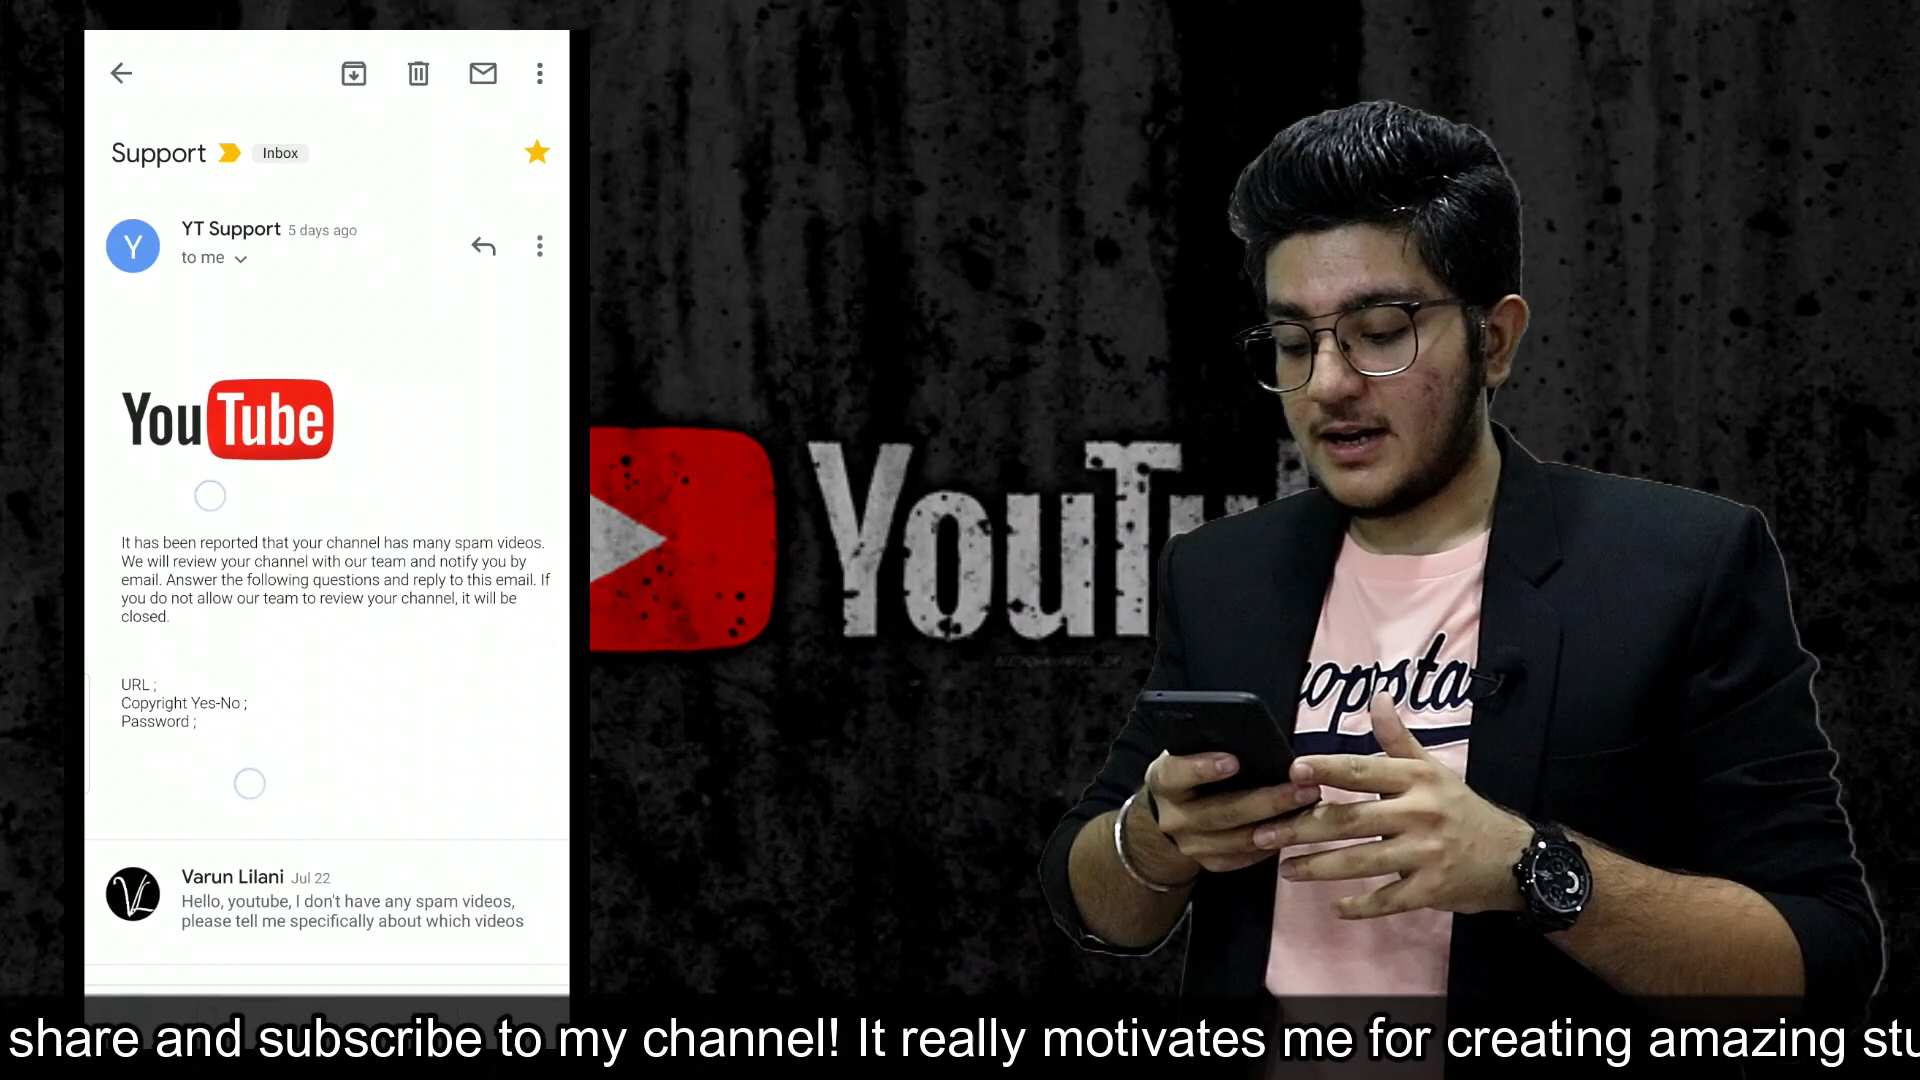 Support
Inbox
Y
YT Support 5 days ago
to me
YouTube
It has been reported that your channel has many spam videos.
We will review your channel with our team and notify you by
email. Answer the following questions and reply to this email. If
you do not allow our team to review your channel, it will be
closed.
URL ;
Copyright Yes-No ;
Password ;
VL
Varun Lilani Jul 22
Hello, youtube, I don't have any spam videos,
please tell me specifically about which videos
YouTu
opsta
share and subscribe to my channel! It really motivates me for creating amazing stu